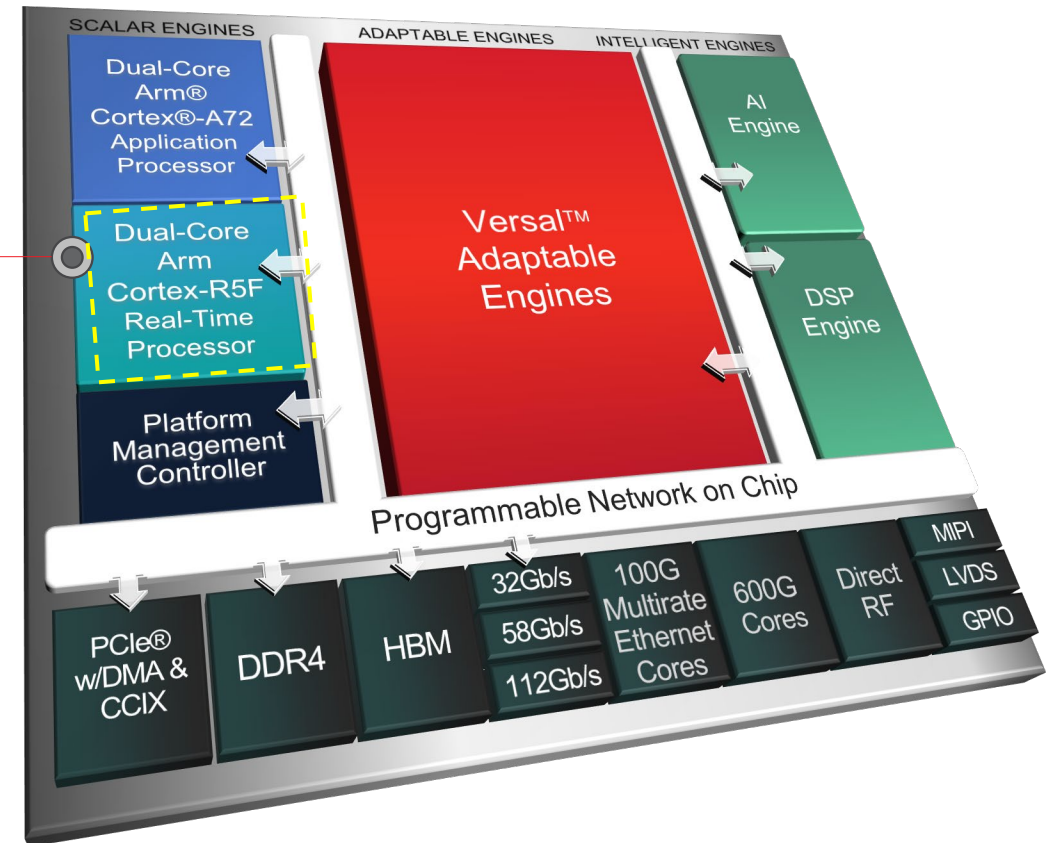 SCALAR ENGINES
ADAPTABLE ENGINES
INTELLIGENT ENGINES
Dual-Core
Arm®
Cortex®-A72
Application
Processor
Dual-Core
Arm
Cortex-R5F
Real-Time
Processor
Platform
Management
Controller
Versal™
Adaptable
Engines
AI
Engine
DSP
Engine
Programmable Network on Chip
PCIe®
w/DMA &
CCIX
DDR4
HBM
32Gb/s
58Gb/s
112Gb/s
100G
Multirate
Ethernet
Cores
600G
Cores
Direct
RF
MIPI
LVDS
GPIO